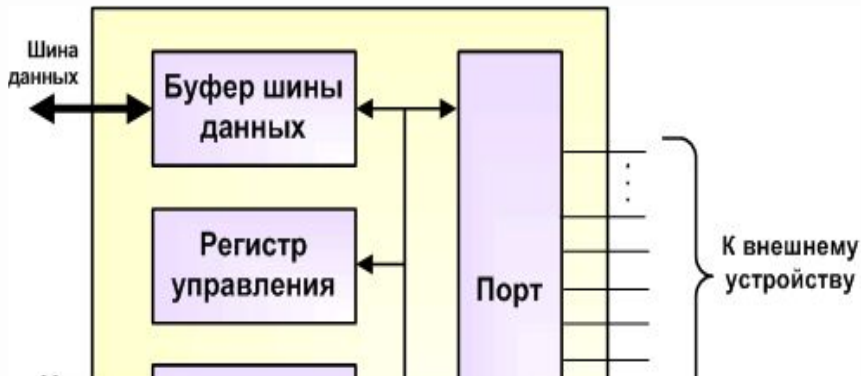 Шина
данных
Буфер шины
данных
Регистр
управления
Порт
К внешнему
устройству